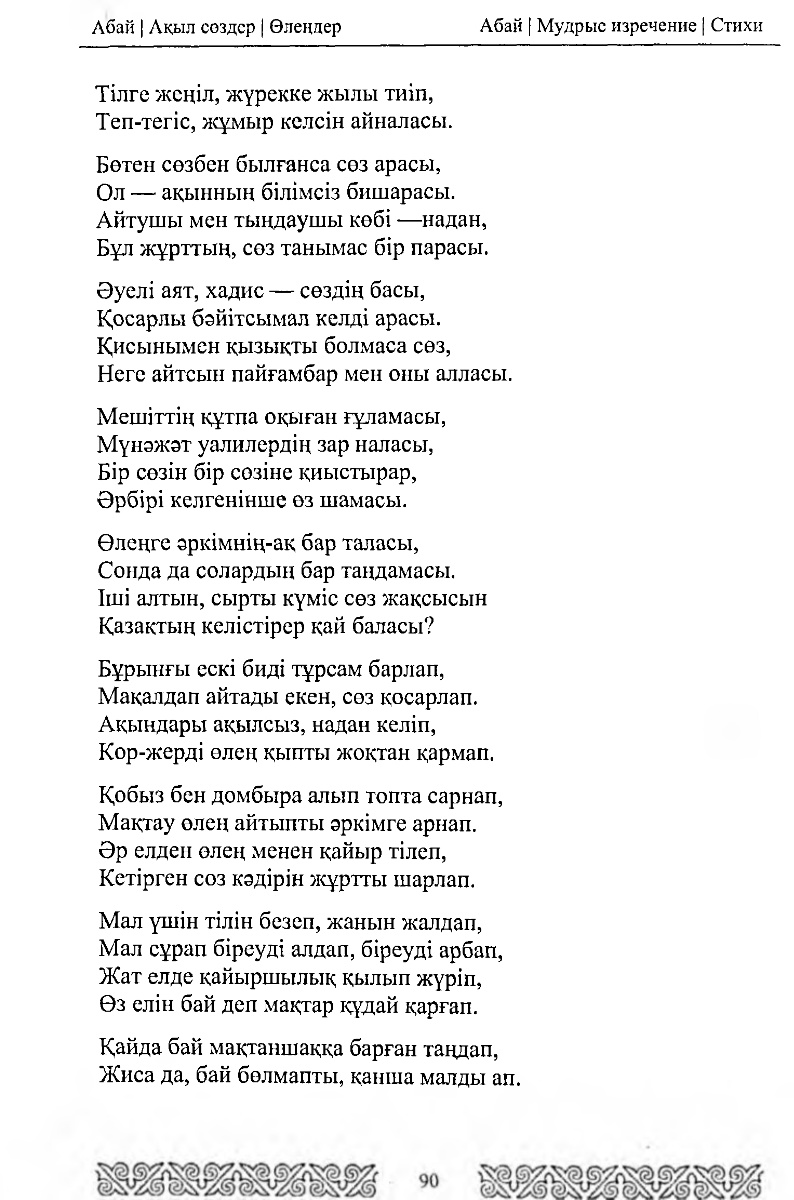 Абай | Ақыл сөздер | Өлеңдер
Абай | Мудрыс изречение | Стихи
Тілге жеңіл, жүрекке жылы тиіп,
Теп-тегіс, жұмыр келсін айналасы.
Бөтен сөзбен былғанса сөз арасы,
Ол — ақынның білімсіз бишарасы.
Айтушы мен тыңдаушы көбі —надан,
Бұл жұрттың, сөз танымас бір парасы.
Әуелі аят, хадис — сөздің басы,
Қосарлы бәйітсымал келді арасы.
Қисынымен қызықты болмаса сөз,
Неге айтсын пайғамбар мен оны алласы.
Мешіттің құтпа оқыған ғұламасы,
Мүнәжәт уалилердің зар наласы,
Бір сөзін бір сөзіне қиыстырар,
Әрбірі келгенінше өз шамасы.
Өлеңге әркімнің-ақ бар таласы,
Сонда да солардың бар таңдамасы.
Іші алтын, сырты күміс сөз жақсысын
Қазақтың келістірер қай баласы?
Бұрынғы ескі биді тұрсам барлап,
Мақалдап айтады екен, сөз қосарлап.
Ақындары ақылсыз, надан келіп,
Кор-жерді өлең қыпты жоқтан қармап.
Қобыз бен домбыра алып топта сарнап,
Мақтау өлең айтыпты әркімге арнап.
Әр елден өлең менен қайыр тілеп,
Кетірген сөз кәдірін жұртты шарлап.
Мал үшін тілін безеп, жанын жалдап,
Мал сұрап біреуді алдап, біреуді арбап,
Жат елде қайыршылық қылып жүріп,
Өз елін бай деп мақтар құдай қарғап.
Қайда бай мақтаншаққа барған таңдап,
Жиса да, бай бөлмапты, қанша малды ап.
90